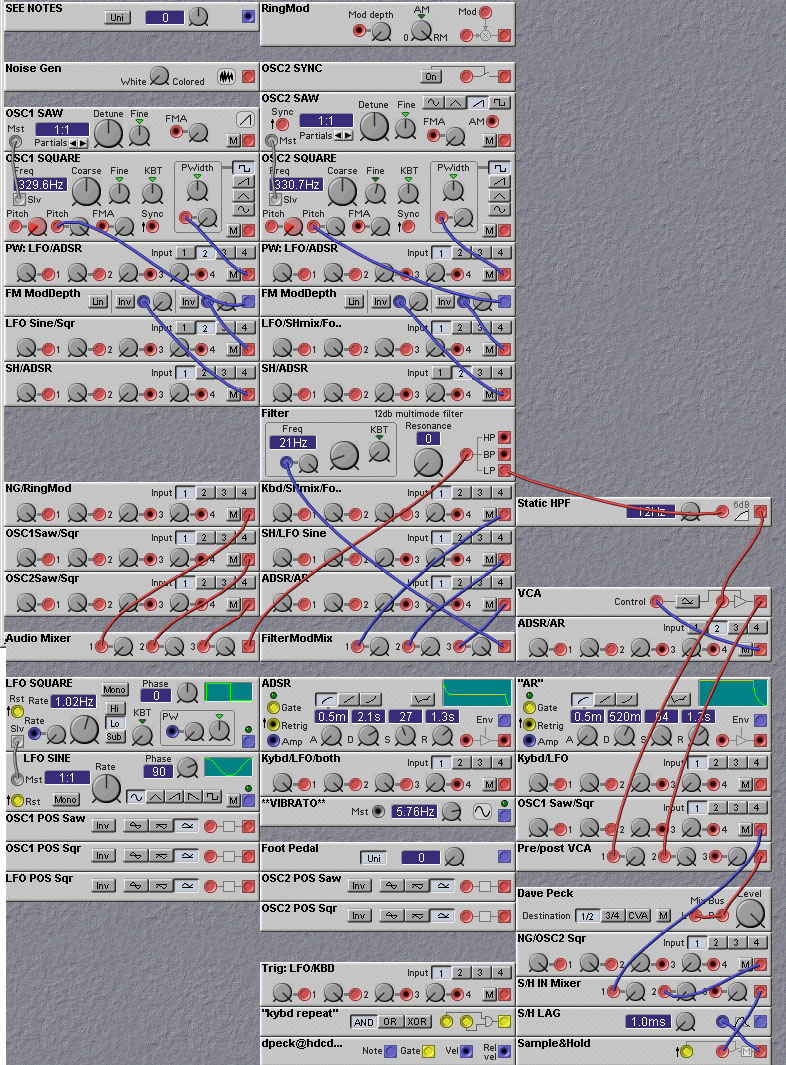 SEE NOTES Uni 0
RingMod Mod depth AM 0 RM Mod
Noise Gen White Colored
OSC2 SYNC On
OSC1 SAW Detune Fine FMA
Mst 1:1 Partials M
OSC2 SAW Detune Fine
Sync 1:1 FMA AM
Mst Partials M
OSC1 SQUARE
Freq Coarse Fine KBT PWidth
329.6Hz
Slv
Pitch Pitch FMA Sync M
OSC2 SQUARE
Freq Coarse Fine KBT PWidth
330.7Hz
Slv
Pitch Pitch FMA Sync M
PW: LFO/ADSR Input 1 2 3 4
1 2 3 4 M
PW: LFO/ADSR Input 1 2 3 4
1 2 3 4 M
FM ModDepth Lin Inv Inv
FM ModDepth Lin Inv Inv
LFO Sine/Sqr Input 1 2 3 4
1 2 3 4 M
LFO/SHmix/Fo.. Input 1 2 3 4
1 2 3 4 M
SH/ADSR Input 1 2 3 4
1 2 3 4 M
SH/ADSR Input 1 2 3 4
1 2 3 4 M
Filter 12db multimode filter
Freq KBT Resonance
21Hz 0
HP
BP
LP
NG/RingMod Input 1 2 3 4
1 2 3 4 M
Kbd/SHmix/Fo.. Input 1 2 3 4
1 2 3 4 M
Static HPF 12Hz 6dB
OSC1Saw/Sqr Input 1 2 3 4
1 2 3 4 M
SH/LFO Sine Input 1 2 3 4
1 2 3 4 M
OSC2Saw/Sqr Input 1 2 3 4
1 2 3 4 M
ADSR/AR Input 1 2 3 4
1 2 3 4 M
VCA Control
ADSR/AR Input 1 2 3 4
1 2 3 4 M
Audio Mixer 1 2 3
FilterModMix 1 2 3
LFO SQUARE Mono Phase
Rst Rate 1.02Hz 0
Hi
Rate Lo KBT PW
Slv Sub
ADSR
Gate 0.5m 2.1s 27 1.3s Env
Retrig
Amp A D S R
"AR"
Gate 0.5m 520m 64 1.3s Env
Retrig
Amp A D S R
LFO SINE Rate Phase
Mst 1:1 90
Rst Mono M
Kybd/LFO/both Input 1 2 3 4
1 2 3 4 M
Kybd/LFO Input 1 2 3 4
1 2 3 4 M
**VIBRATO** Mst 5.76Hz
OSC1 Saw/Sqr Input 1 2 3 4
1 2 3 4 M
OSC1 POS Saw Inv
OSC1 POS Sqr Inv
LFO POS Sqr Inv
Foot Pedal Uni 0
OSC2 POS Saw Inv
OSC2 POS Sqr Inv
Pre/post VCA 1 2 3
Dave Peck Mix Bus Level
Destination 1/2 3/4 CVA M L R
NG/OSC2 Sqr Input 1 2 3 4
1 2 3 4 M
Trig: LFO/KBD Input 1 2 3 4
1 2 3 4 M
S/H IN Mixer 1 2 3
"kybd repeat" AND OR XOR
S/H LAG 1.0ms
dpeck@hdcd... Note Gate Vel Rel vel
Sample&Hold M